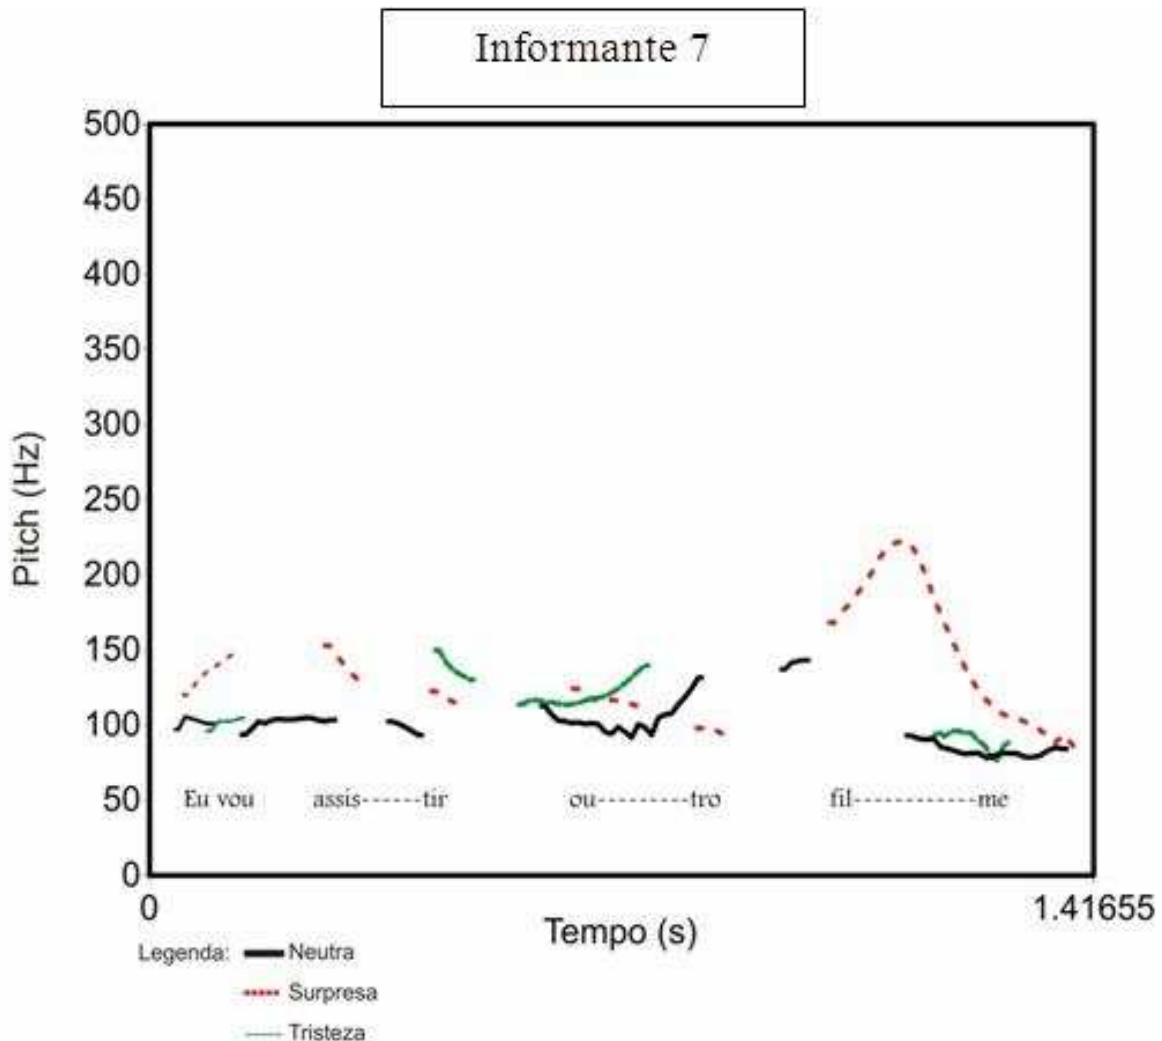 Informante 7
500
450
400
350
300
250
200
150
100
50
0
Pitch (Hz)
Eu vou assis------tir ou--------tro fil------------me
0 1.41655
Tempo (s)
Legenda: Neutra
Surpresa
Tristeza